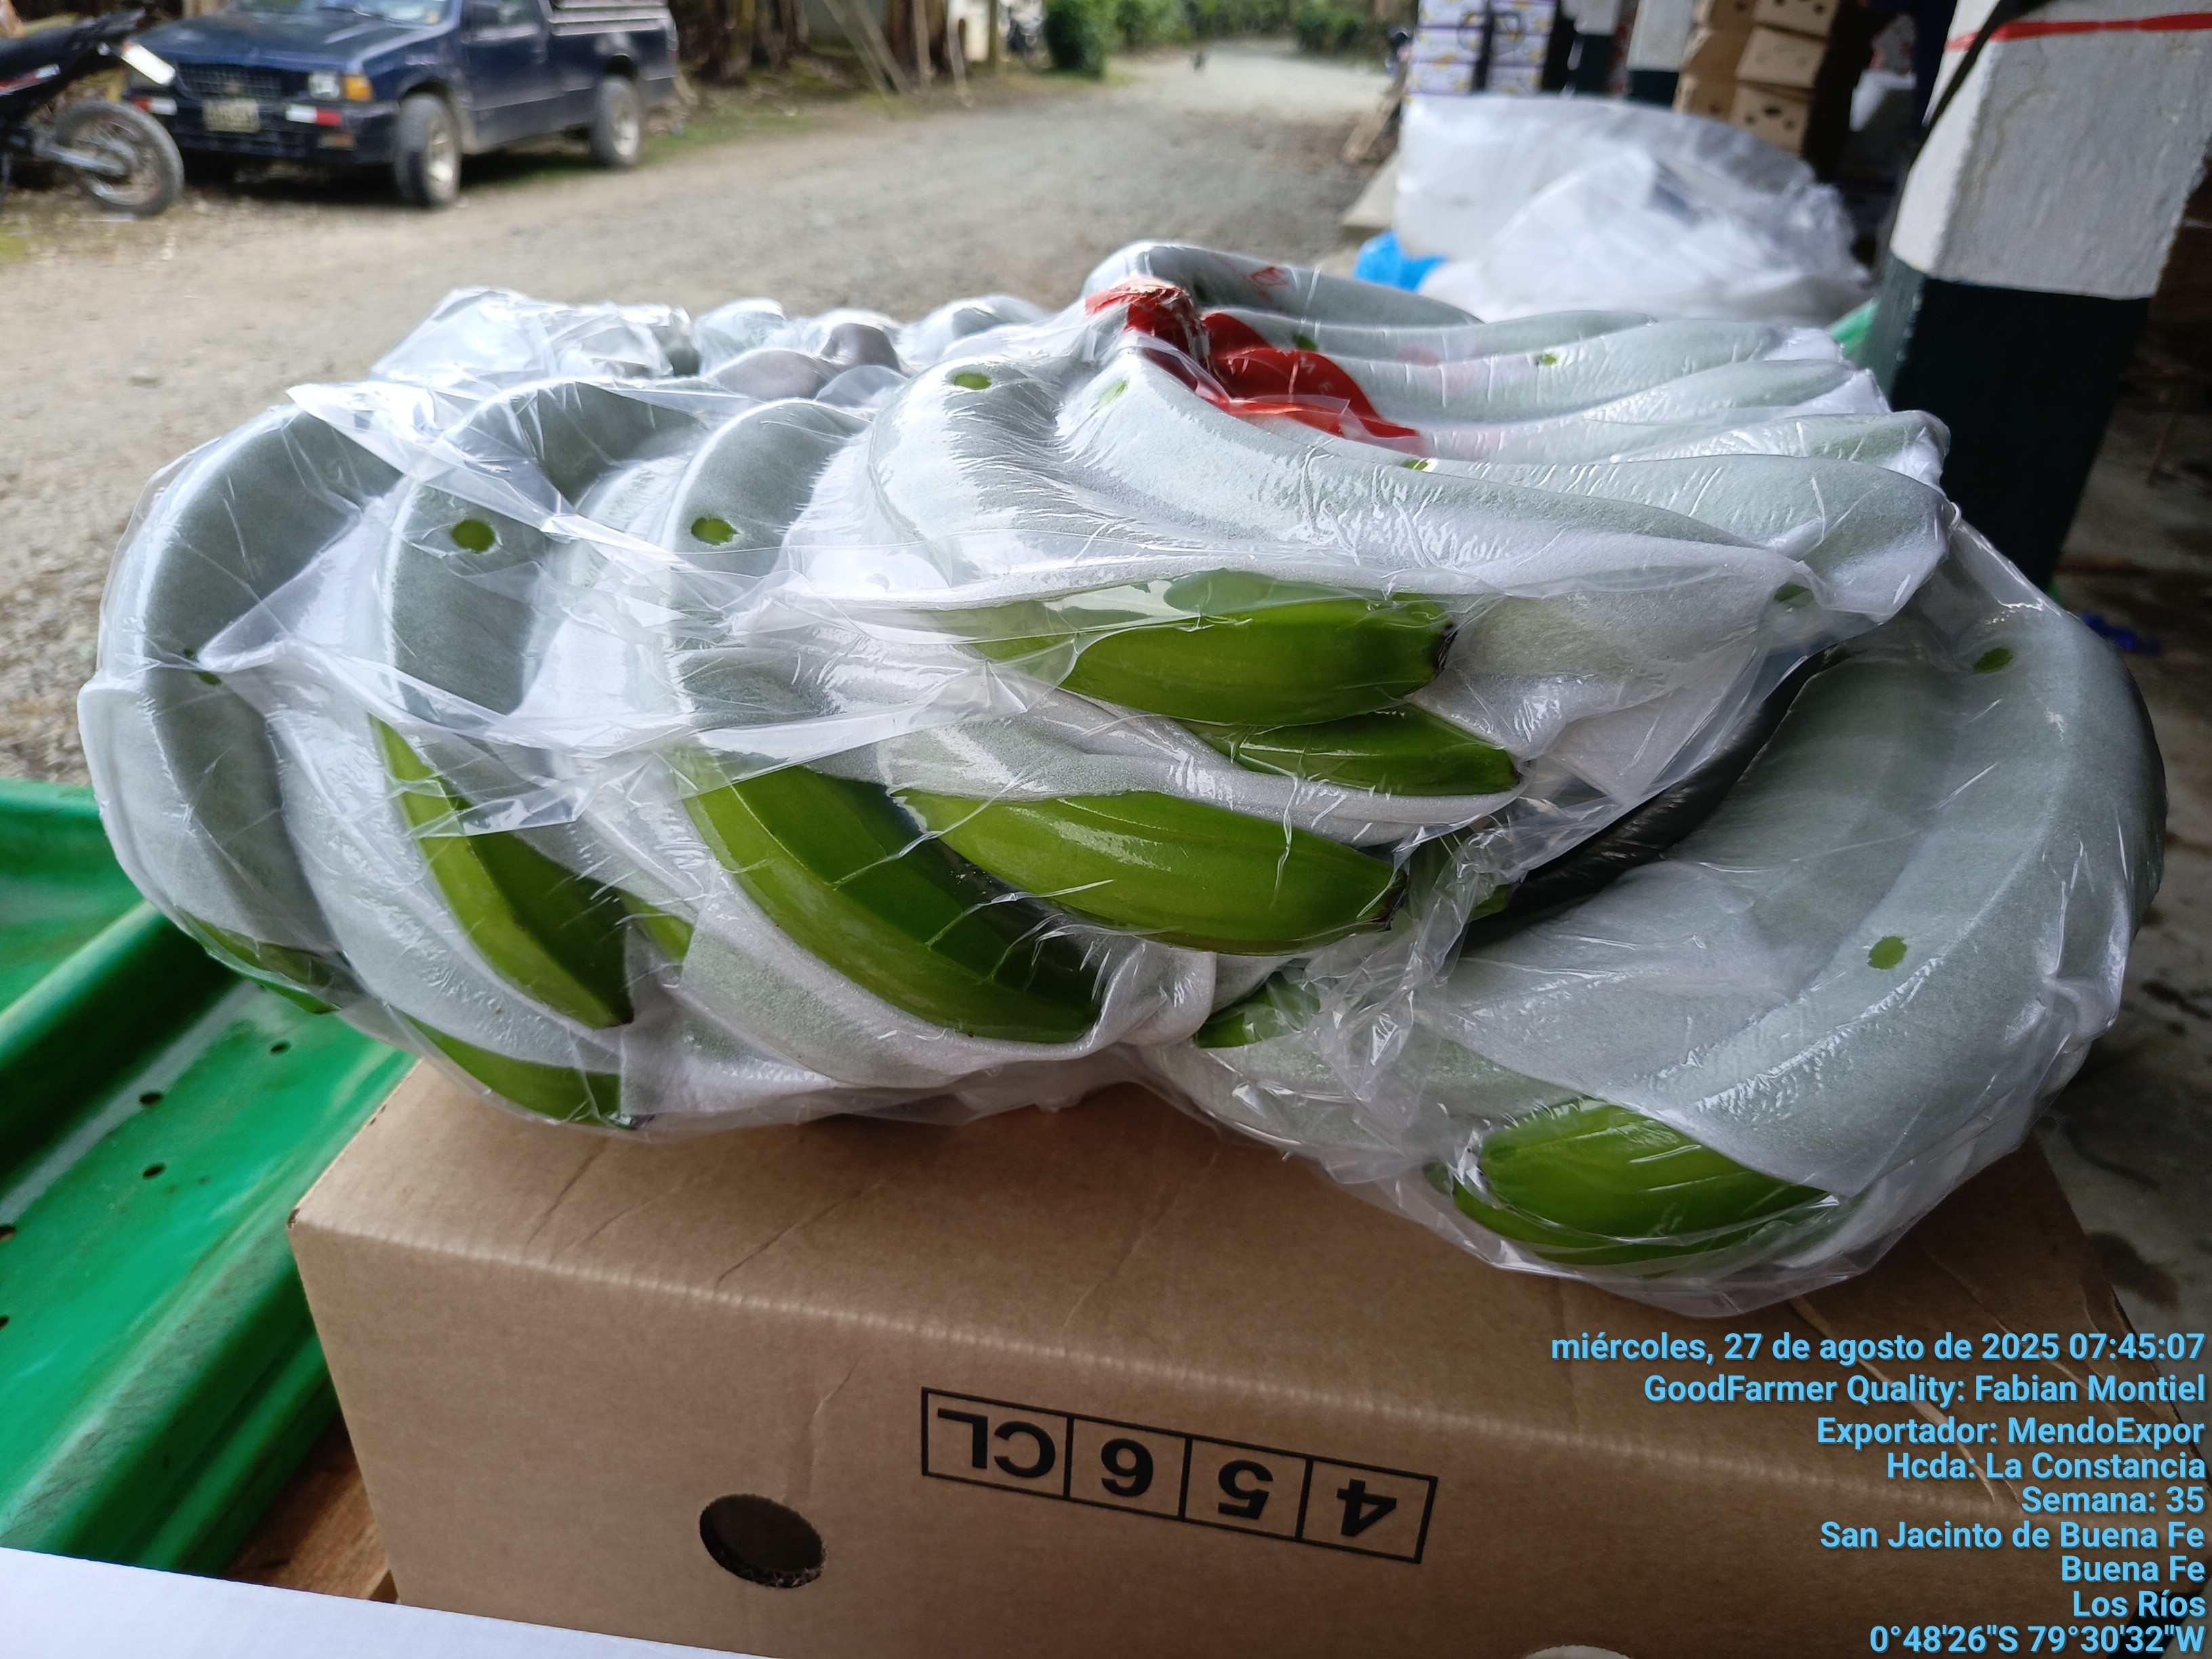 4 5 6 CL
miércoles, 27 de agosto de 2025 07:45:07
GoodFarmer Quality: Fabian Montiel
Exportador: MendoExpor
Hcda: La Constancia
Semana: 35
San Jacinto de Buena Fe
Buena Fe
Los Ríos
0°48'26"S 79°30'32"W